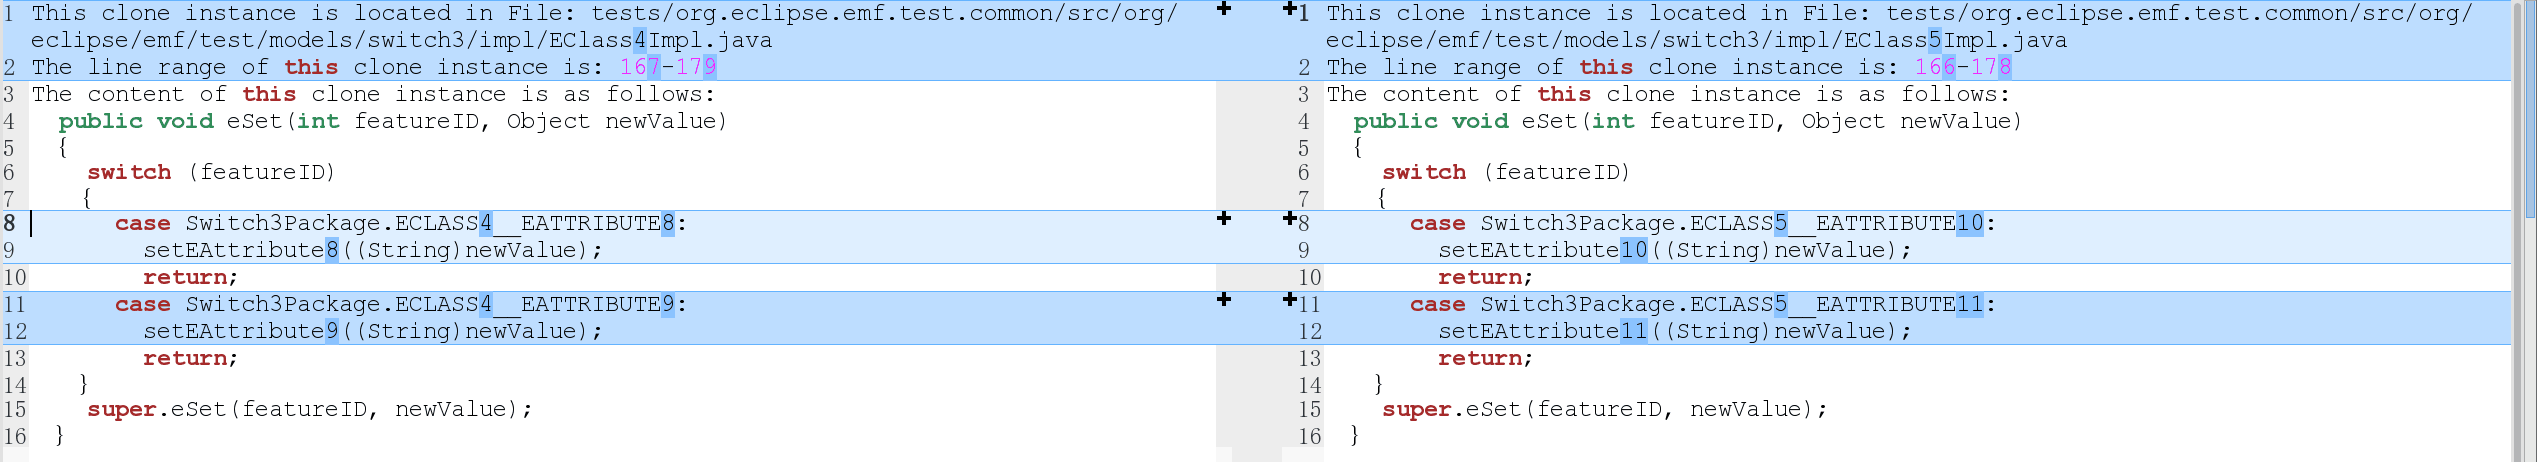 1 This clone instance is located in File: tests/org.eclipse.emf.test.common/src/org/
eclipse/emf/test/models/switch3/impl/EClass4Impl.java
2 The line range of this clone instance is: 167-179
3 The content of this clone instance is as follows:
4 public void eSet(int featureID, Object newValue)
5 {
6 switch (featureID)
7 {
8 case Switch3Package.ECLASS4__EATTRIBUTE8:
9 setEAttribute8((String)newValue);
10 return;
11 case Switch3Package.ECLASS4__EATTRIBUTE9:
12 setEAttribute9((String)newValue);
13 return;
14 }
15 super.eSet(featureID, newValue);
16 }
1 This clone instance is located in File: tests/org.eclipse.emf.test.common/src/org/
eclipse/emf/test/models/switch3/impl/EClass5Impl.java
2 The line range of this clone instance is: 166-178
3 The content of this clone instance is as follows:
4 public void eSet(int featureID, Object newValue)
5 {
6 switch (featureID)
7 {
8 case Switch3Package.ECLASS5__EATTRIBUTE10:
9 setEAttribute10((String)newValue);
10 return;
11 case Switch3Package.ECLASS5__EATTRIBUTE11:
12 setEAttribute11((String)newValue);
13 return;
14 }
15 super.eSet(featureID, newValue);
16 }